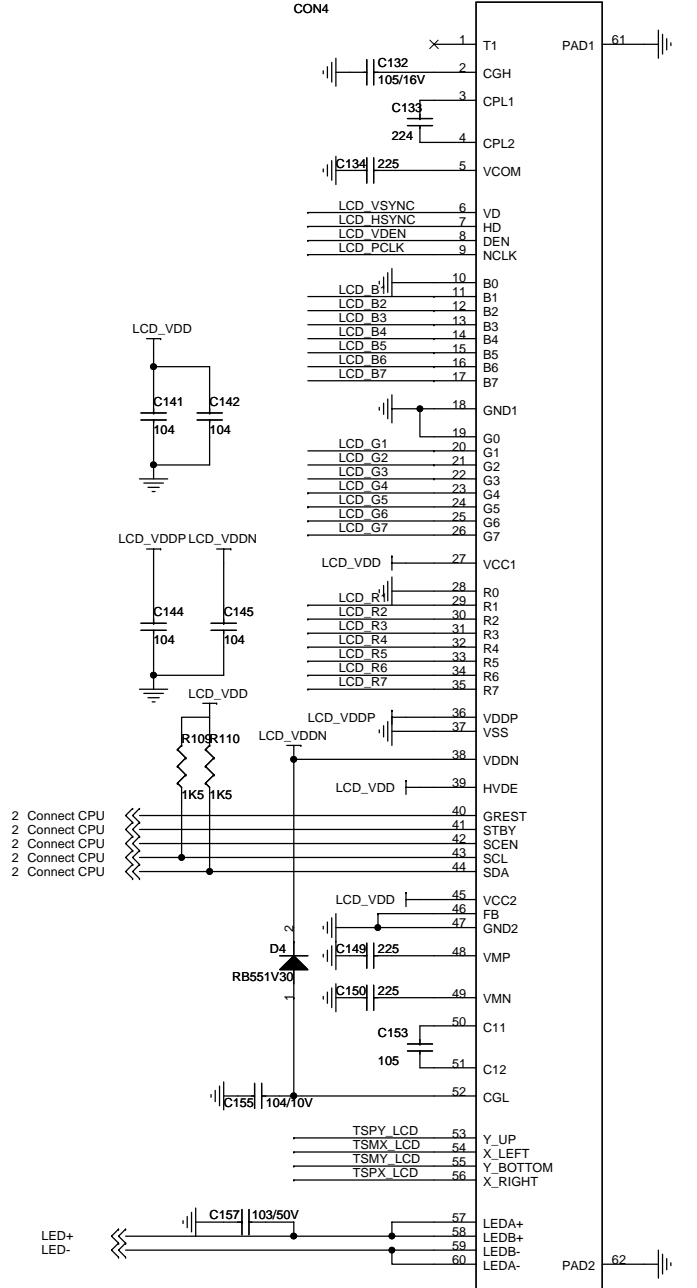 CON4
1 T1 PAD1 61
C132 2 CGH
105/16V
3 CPL1
C133
224 4 CPL2
C134 225 5 VCOM
LCD_VSYNC 6 VD
LCD_HSYNC 7 HD
LCD_VDEN 8 DEN
LCD_PCLK 9 NCLK
10 B0
LCD_B1 11 B1
LCD_B2 12 B2
LCD_B3 13 B3
LCD_B4 14 B4
LCD_B5 15 B5
LCD_B6 16 B6
LCD_B7 17 B7
LCD_VDD
C141 C142
104 104
18 GND1
19 G0
LCD_G1 20 G1
LCD_G2 21 G2
LCD_G3 22 G3
LCD_G4 23 G4
LCD_G5 24 G5
LCD_G6 25 G6
LCD_G7 26 G7
LCD_VDDP LCD_VDDN
C144 C145
104 104
LCD_VDD 27 VCC1
28 R0
LCD_R1 29 R1
LCD_R2 30 R2
LCD_R3 31 R3
LCD_R4 32 R4
LCD_R5 33 R5
LCD_R6 34 R6
LCD_R7 35 R7
LCD_VDD
R109 R110
1K5 1K5
LCD_VDDP 36 VDDP
37 VSS
LCD_VDDN 38 VDDN
LCD_VDD 39 HVDE
2 Connect CPU 40 GREST
2 Connect CPU 41 STBY
2 Connect CPU 42 SCEN
2 Connect CPU 43 SCL
2 Connect CPU 44 SDA
LCD_VDD 45 VCC2
46 FB
47 GND2
2
D4
RB551V30
1
C149 225 48 VMP
C150 225 49 VMN
50 C11
C153
105 51 C12
C155 104/10V 52 CGL
TSPY_LCD 53 Y_UP
TSMX_LCD 54 X_LEFT
TSMY_LCD 55 Y_BOTTOM
TSPX_LCD 56 X_RIGHT
C157 103/50V 57 LEDA+
LED+ 58 LEDB+
LED- 59 LEDB-
60 LEDA- PAD2 62